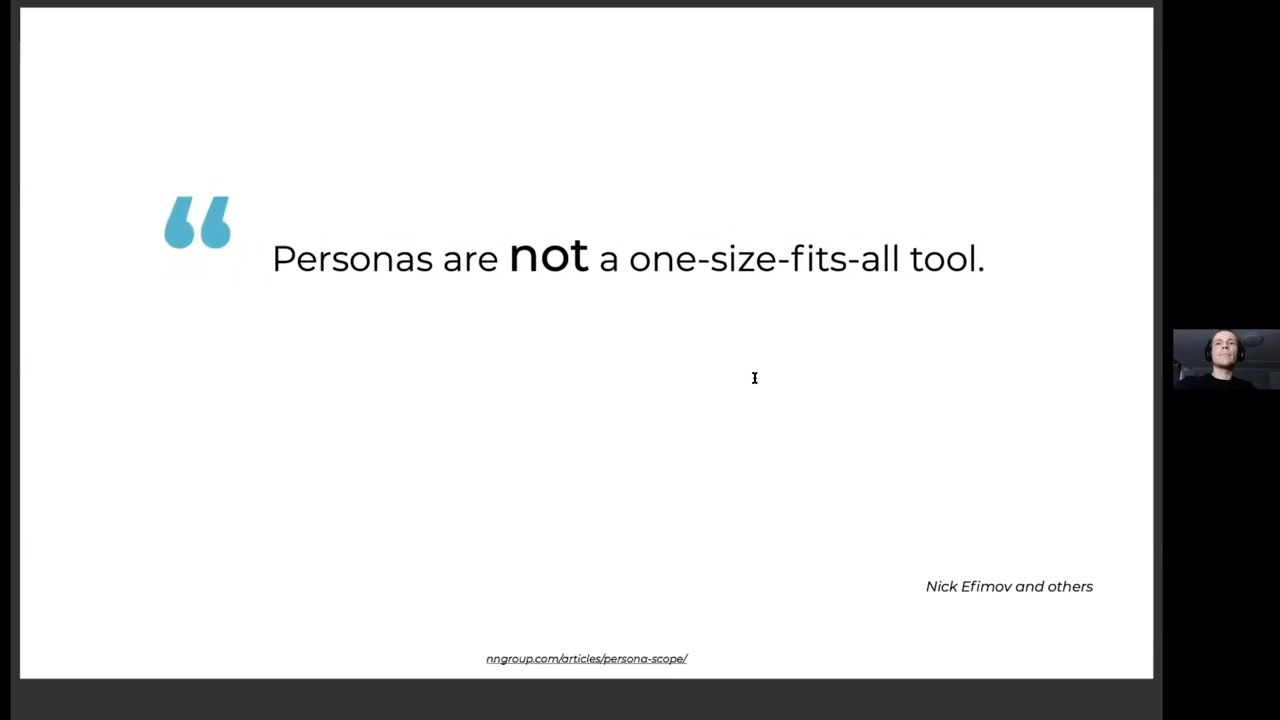 “
Personas are not a one-size-fits-all tool.
Nick Efimov and others
nngroup.com/articles/persona-scope/